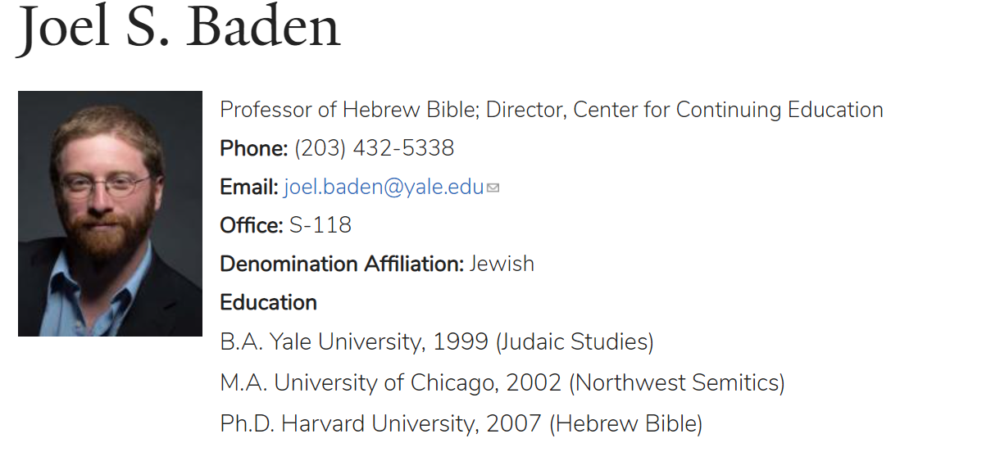 Joel S. Baden
Professor of Hebrew Bible; Director, Center for Continuing Education
Phone: (203) 432-5338
Email: joel.baden@yale.edu
Office: S-118
Denomination Affiliation: Jewish
Education
B.A. Yale University, 1999 (Judaic Studies)
M.A. University of Chicago, 2002 (Northwest Semitics)
Ph.D. Harvard University, 2007 (Hebrew Bible)